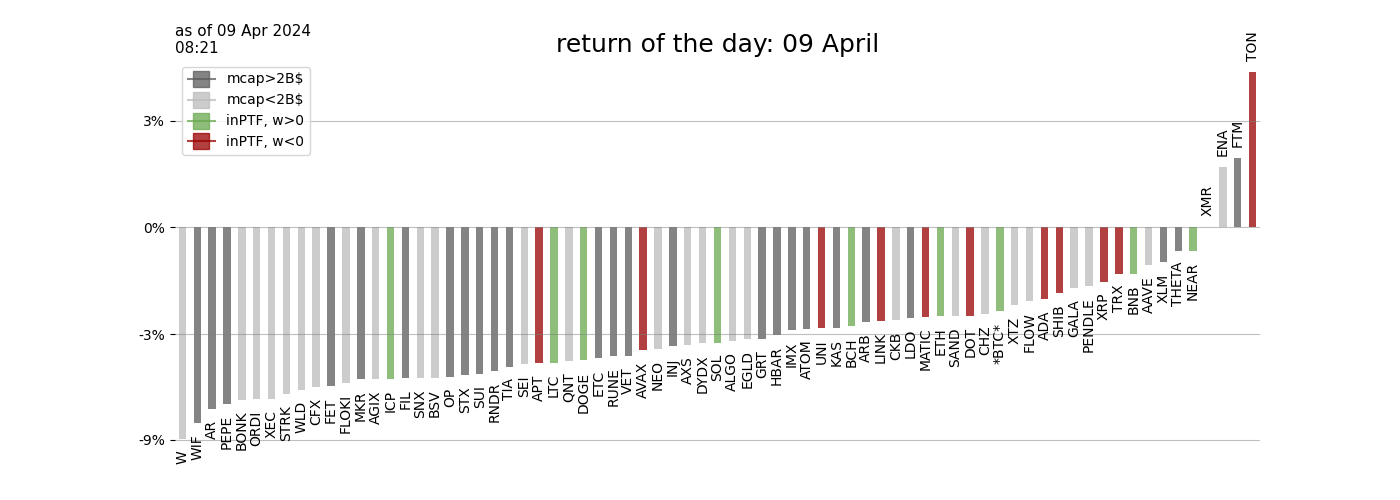 as of 09 Apr 2024
08:21
return of the day: 09 April
mcap>2B$
mcap<2B$
inPTF, w>0
inPTF, w<0
3%
0%
-3%
-9%
W
WIF
AR
PEPE
BONK
ORDI
XEC
STRK
WLD
CFX
FET
FLOKI
MKR
AGIX
ICP
FIL
SNX
BSV
OP
STX
SUI
RNDR
TIA
SEI
APT
LTC
QNT
DOGE
ETC
RUNE
VET
AVAX
NEO
INJ
AXS
DYDX
SOL
ALGO
EGLD
GRT
HBAR
IMX
ATOM
UNI
KAS
BCH
ARB
LINK
CKB
LDO
MATIC
ETH
SAND
DOT
CHZ
*BTC*
XTZ
FLOW
ADA
SHIB
GALA
PENDLE
XRP
TRX
BNB
AAVE
XLM
THETA
NEAR
XMR
ENA
FTM
TON